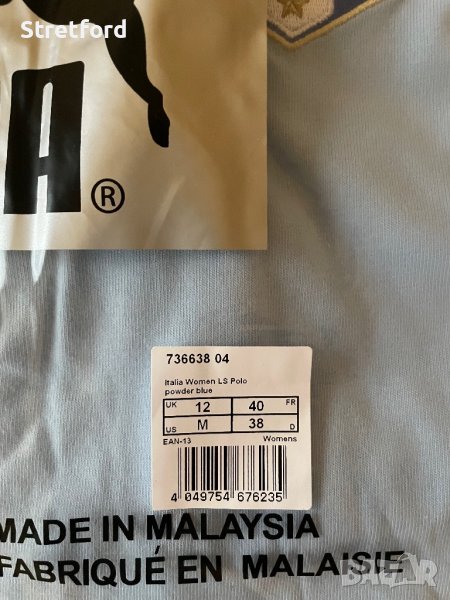 Stretford
A
®
736638 04
Italia Women LS Polo
powder blue
UK 12 40 FR
US M 38 D
EAN-13 Womens
4 049754 676235
MADE IN MALAYSIA
FABRIQUÉ EN MALAISIE
BAZAR